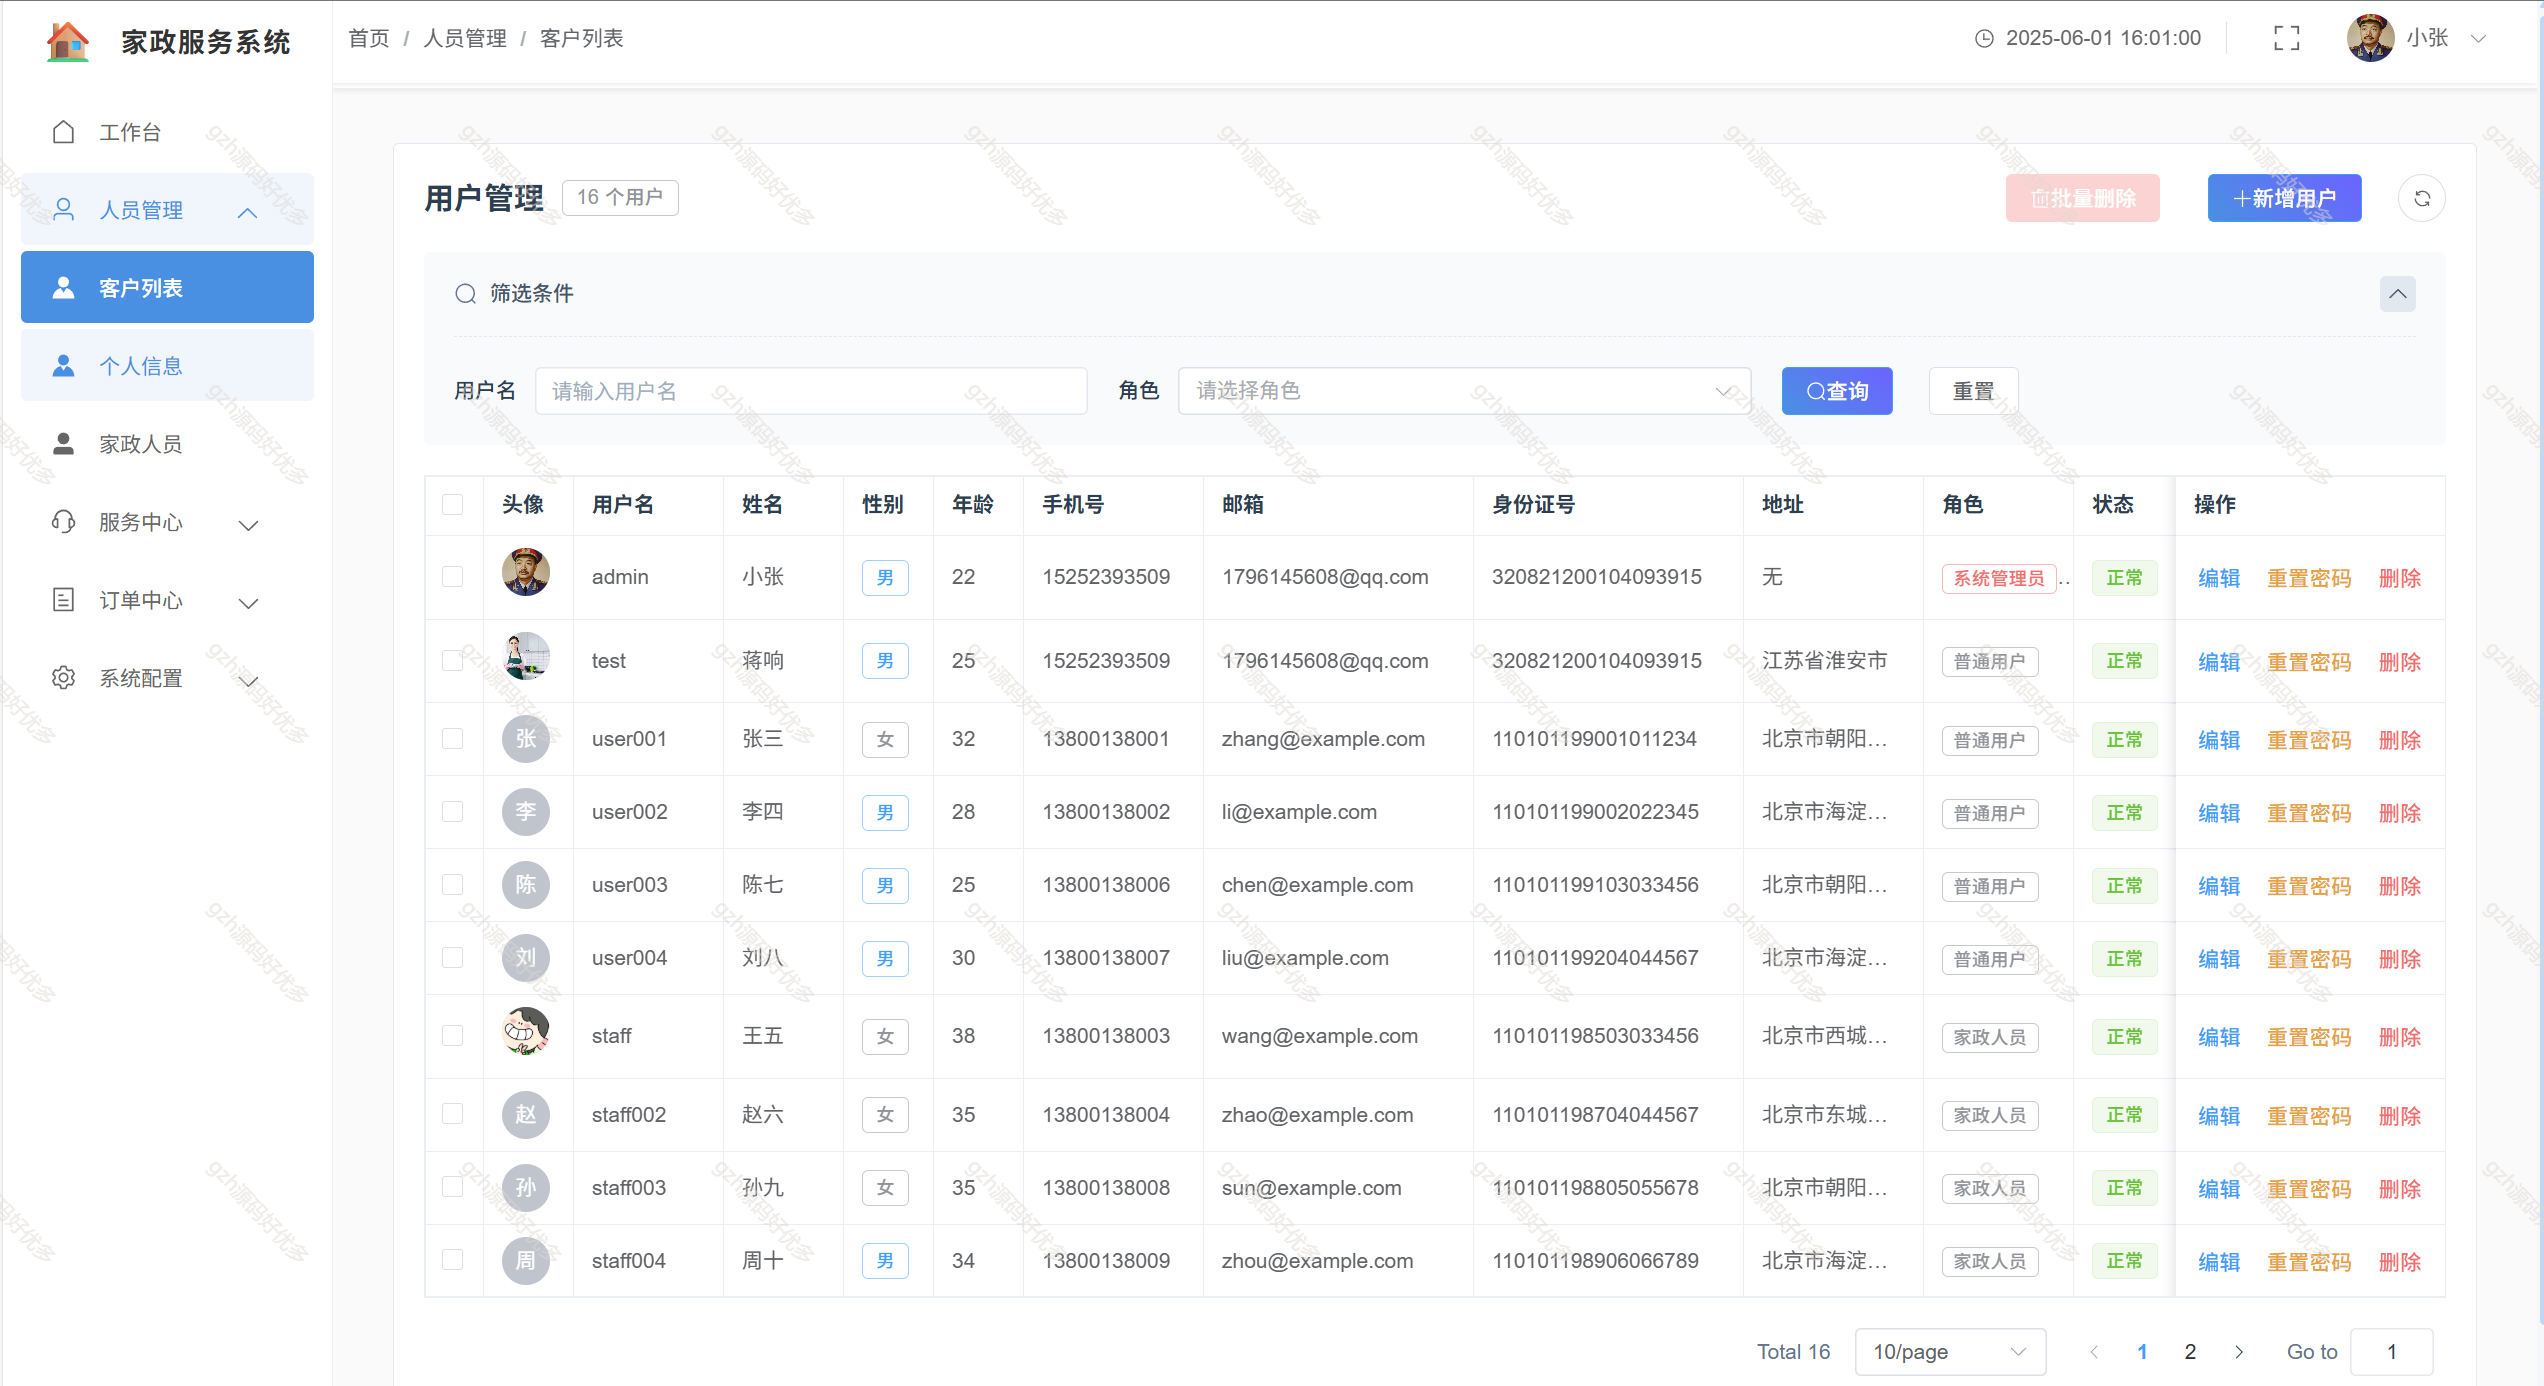 家政服务系统
首页 / 人员管理 / 客户列表
2025-06-01 16:01:00
小张
工作台
人员管理
客户列表
个人信息
家政人员
服务中心
订单中心
系统配置
用户管理 16 个用户
批量删除
+新增用户
筛选条件
用户名 请输入用户名 角色 请选择角色 查询 重置
头像 用户名 姓名 性别 年龄 手机号 邮箱 身份证号 地址 角色 状态 操作
admin 小张 男 22 15252393509 1796145608@qq.com 320821200104093915 无 系统管理员 .. 正常 编辑 重置密码 删除
test 蒋响 男 25 15252393509 1796145608@qq.com 320821200104093915 江苏省淮安市 普通用户 正常 编辑 重置密码 删除
张 user001 张三 女 32 13800138001 zhang@example.com 110101199001011234 北京市朝阳... 普通用户 正常 编辑 重置密码 删除
李 user002 李四 男 28 13800138002 li@example.com 110101199002022345 北京市海淀... 普通用户 正常 编辑 重置密码 删除
陈 user003 陈七 男 25 13800138006 chen@example.com 110101199103033456 北京市朝阳... 普通用户 正常 编辑 重置密码 删除
刘 user004 刘八 男 30 13800138007 liu@example.com 110101199204044567 北京市海淀... 普通用户 正常 编辑 重置密码 删除
staff 王五 女 38 13800138003 wang@example.com 110101198503033456 北京市西城... 家政人员 正常 编辑 重置密码 删除
赵 staff002 赵六 女 35 13800138004 zhao@example.com 110101198704044567 北京市东城... 家政人员 正常 编辑 重置密码 删除
孙 staff003 孙九 女 35 13800138008 sun@example.com 110101198805055678 北京市朝阳... 家政人员 正常 编辑 重置密码 删除
周 staff004 周十 男 34 13800138009 zhou@example.com 110101198906066789 北京市海淀... 家政人员 正常 编辑 重置密码 删除
Total 16 10/page 1 2 Go to 1
gzh源码好优多